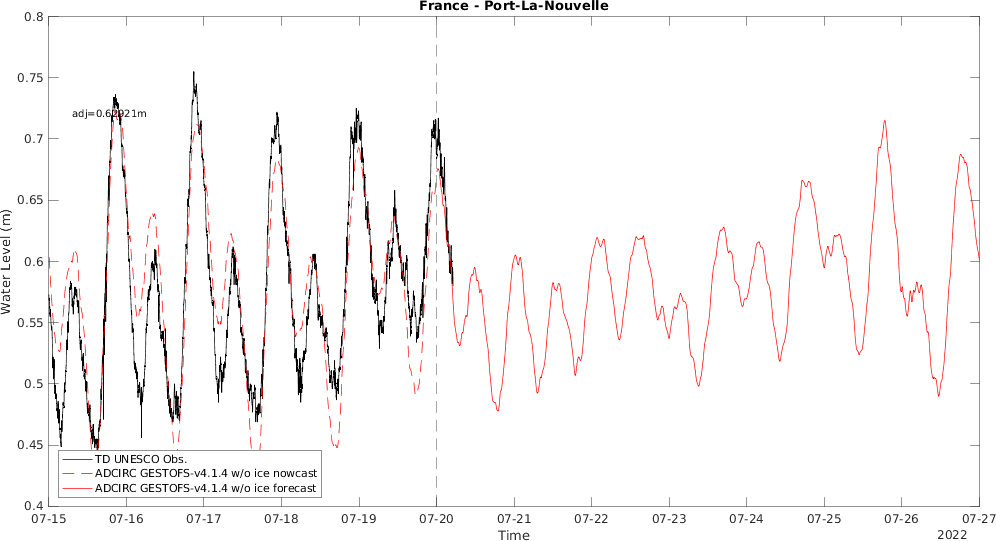 France - Port-La-Nouvelle
0.8
0.75
0.7
0.65
0.6
0.55
0.5
0.45
0.4
Water Level (m)
adj=0.62921m
TD UNESCO Obs.
ADCIRC GESTOFS-v4.1.4 w/o ice nowcast
ADCIRC GESTOFS-v4.1.4 w/o ice forecast
07-15 07-16 07-17 07-18 07-19 07-20 07-21 07-22 07-23 07-24 07-25 07-26 07-27
Time
2022